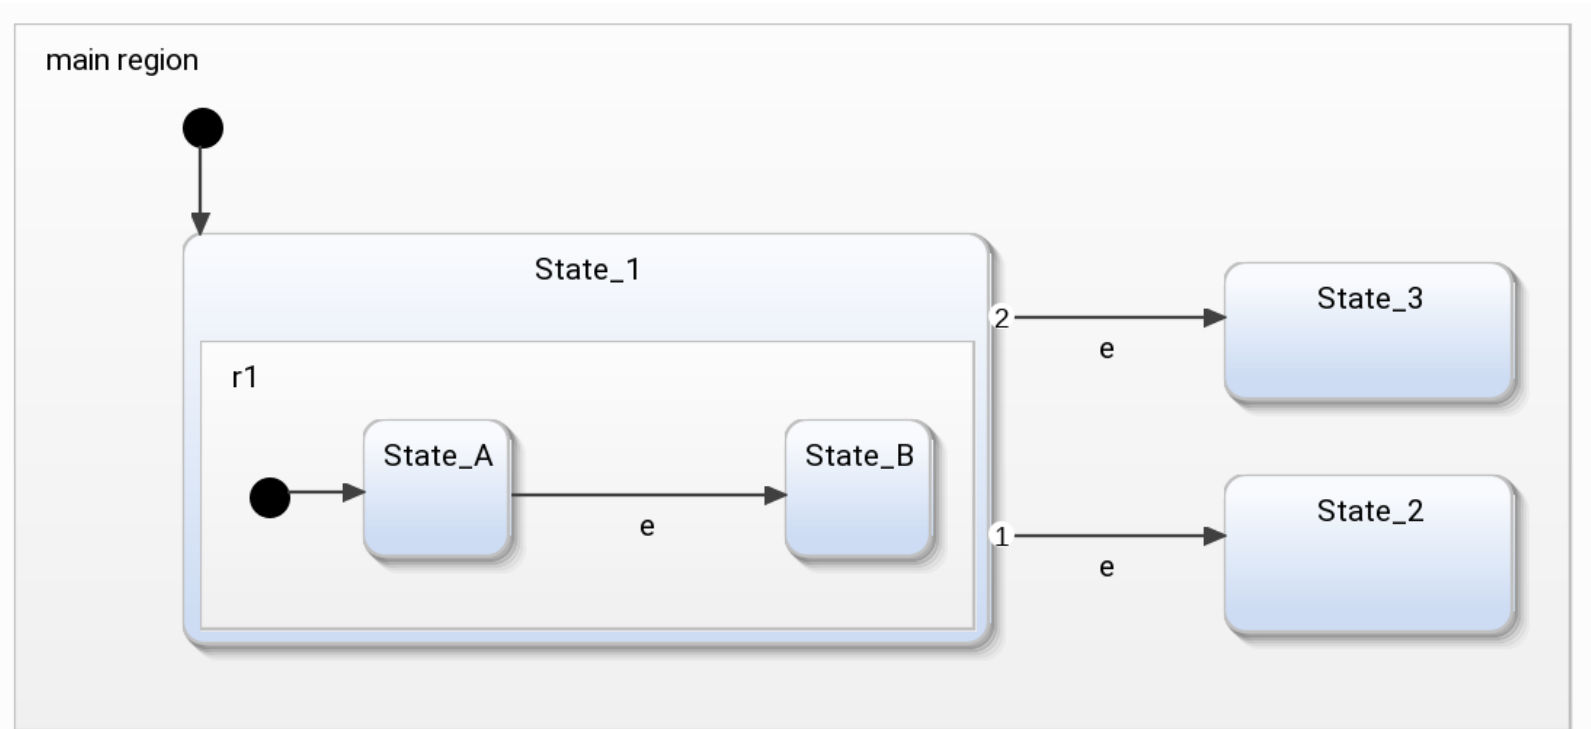 main region
State_1
2
e
State_3
r1
State_A
e
State_B
1
e
State_2